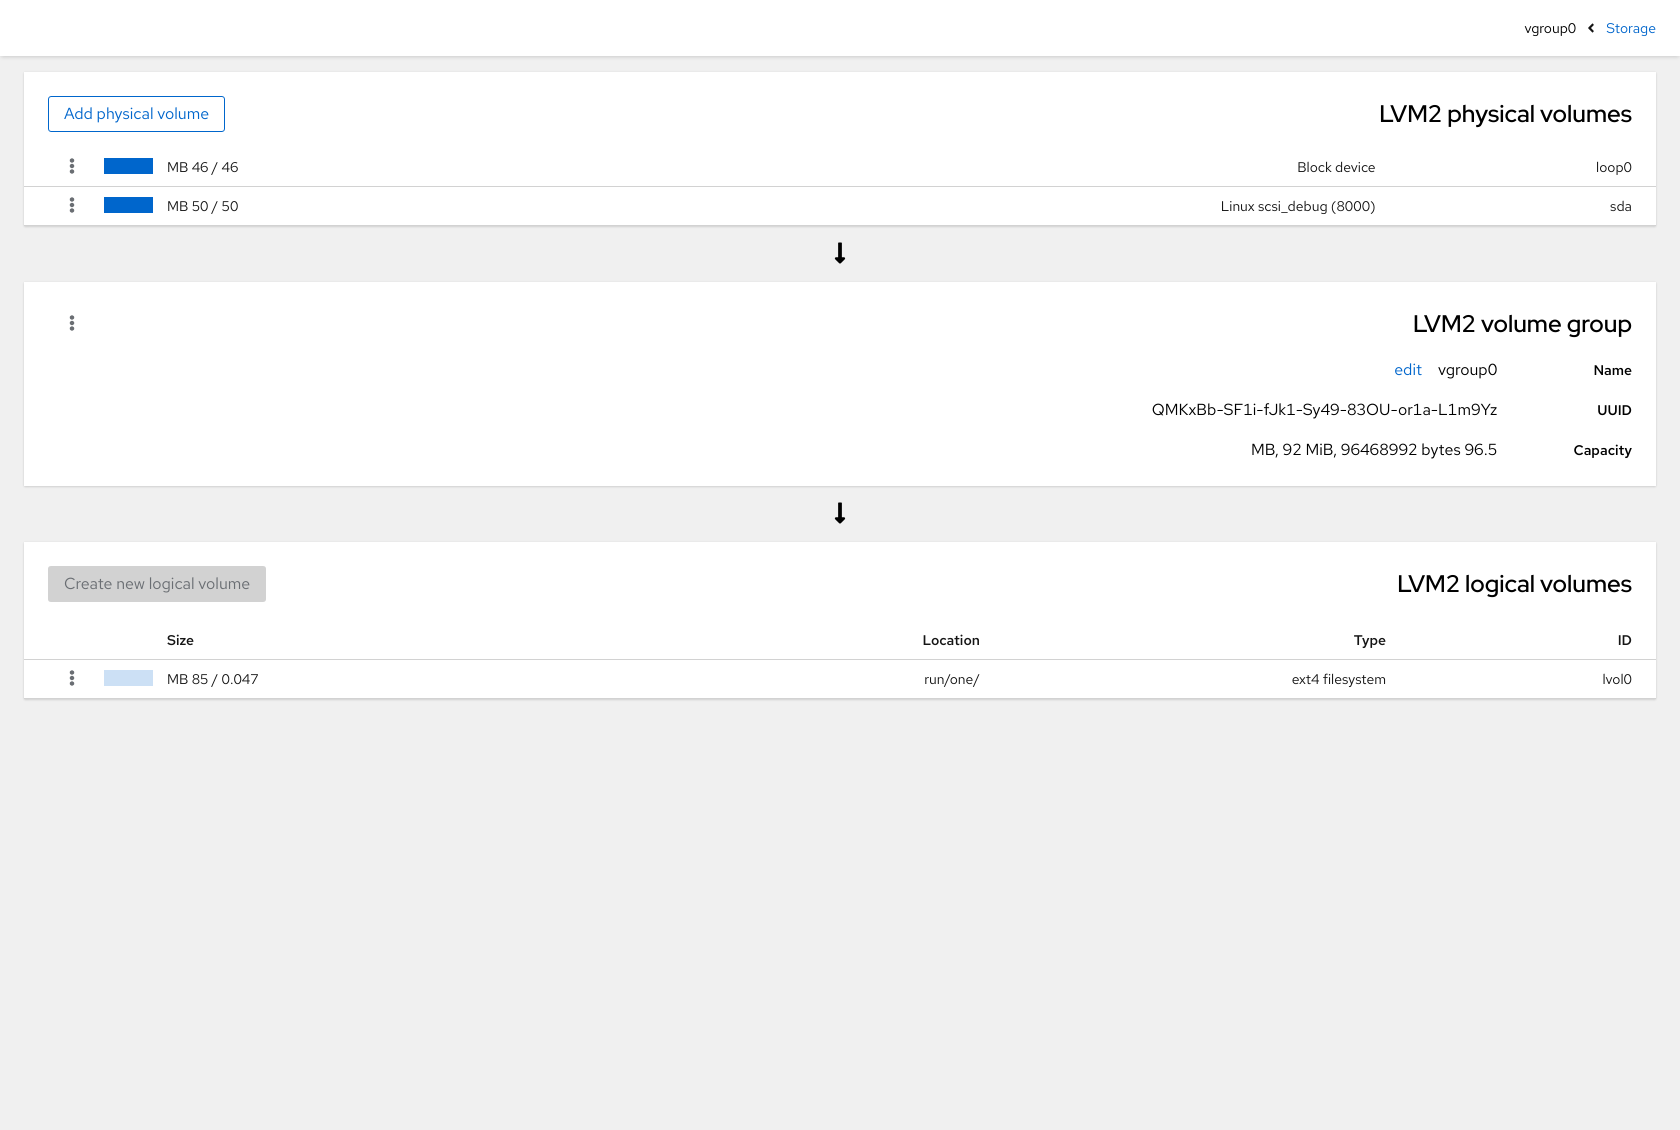 Storage
vgroup0
LVM2 physical volumes
Add physical volume
loop0 Block device MB 46 / 46
sda Linux scsi_debug (8000) MB 50 / 50
LVM2 volume group
Name vgroup0 edit
UUID QMKxBb-SF1i-fJk1-Sy49-83OU-or1a-L1m9Yz
Capacity MB, 92 MiB, 96468992 bytes 96.5
LVM2 logical volumes
Create new logical volume
ID Type Location Size
lvol0 ext4 filesystem run/one/ MB 85 / 0.047